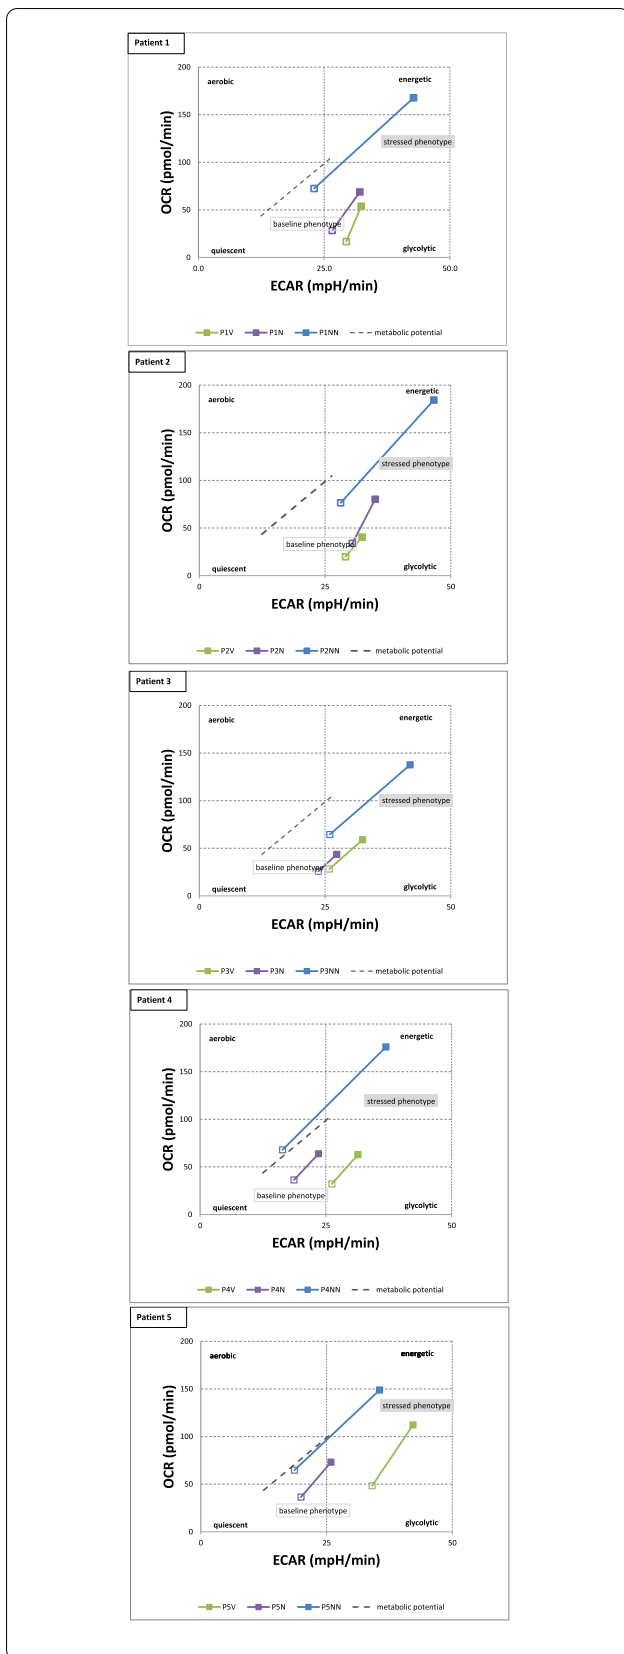 Patient 1
200
aerobic
energetic
150
stressed phenotype
OCR (pmol/min)
100
50
baseline phenotype
quiescent
glycolytic
0
0.0
25.0
50.0
ECAR (mpH/min)
P1V
P1N
P1NN
metabolic potential
Patient 2
200
energetic
aerobic
150
stressed phenotype
OCR (pmol/min)
100
50
baseline phenotype
quiescent
glycolytic
0
0
25
50
ECAR (mpH/min)
P2V
P2N
P2NN
metabolic potential
Patient 3
200
aerobic
energetic
150
OCR (pmol/min)
100
stressed phenotype
50
baseline phenotype
quiescent
glycolytic
0
0
25
50
ECAR (mpH/min)
P3V
P3N
P3NN
metabolic potential
Patient 4
200
aerobic
energetic
150
stressed phenotype
OCR (pmol/min)
100
50
baseline phenotype
quiescent
glycolytic
0
0
25
50
ECAR (mpH/min)
P4V
P4N
P4NN
metabolic potential
Patient 5
200
aerobic
energetic
150
stressed phenotype
OCR (pmol/min)
100
50
baseline phenotype
quiescent
glycolytic
0
0
25
50
ECAR (mpH/min)
P5V
P5N
P5NN
metabolic potential